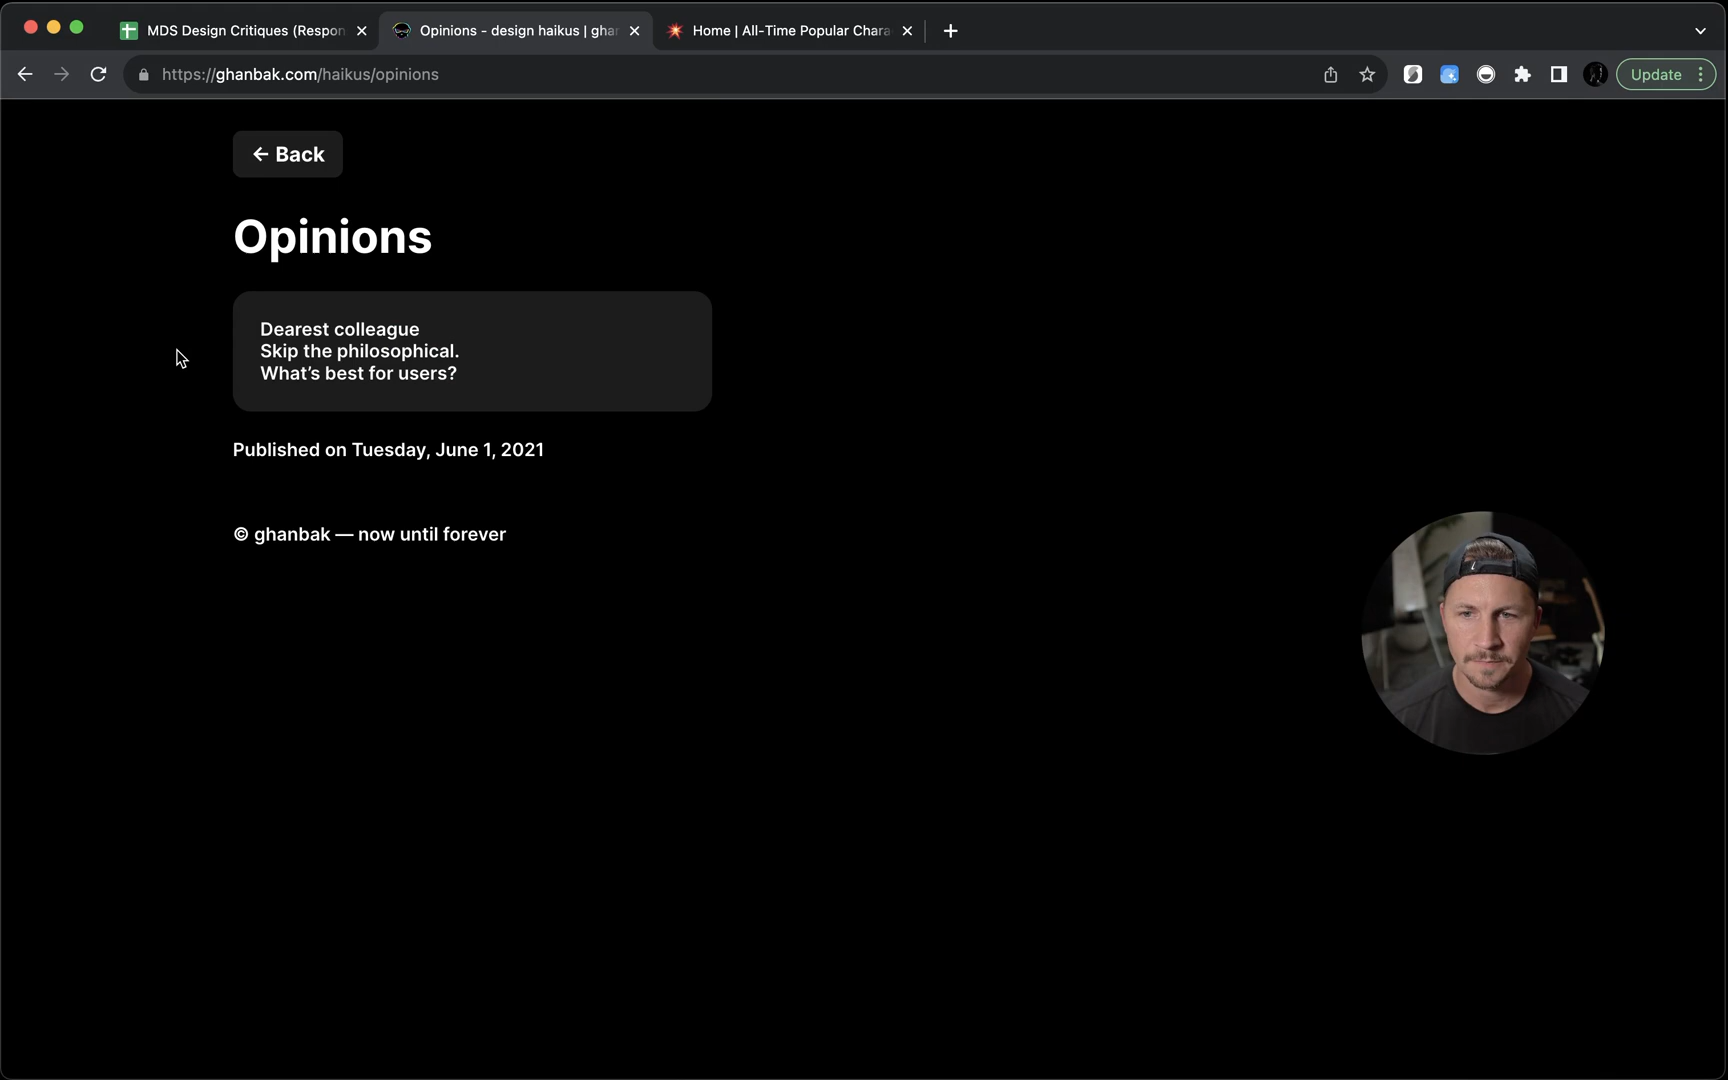 MDS Design Critiques (Respon
Opinions - design haikus | ghan
Home | All-Time Popular Chara
https://ghanbak.com/haikus/opinions
Update
← Back
Opinions
Dearest colleague
Skip the philosophical.
What’s best for users?
Published on Tuesday, June 1, 2021
© ghanbak — now until forever